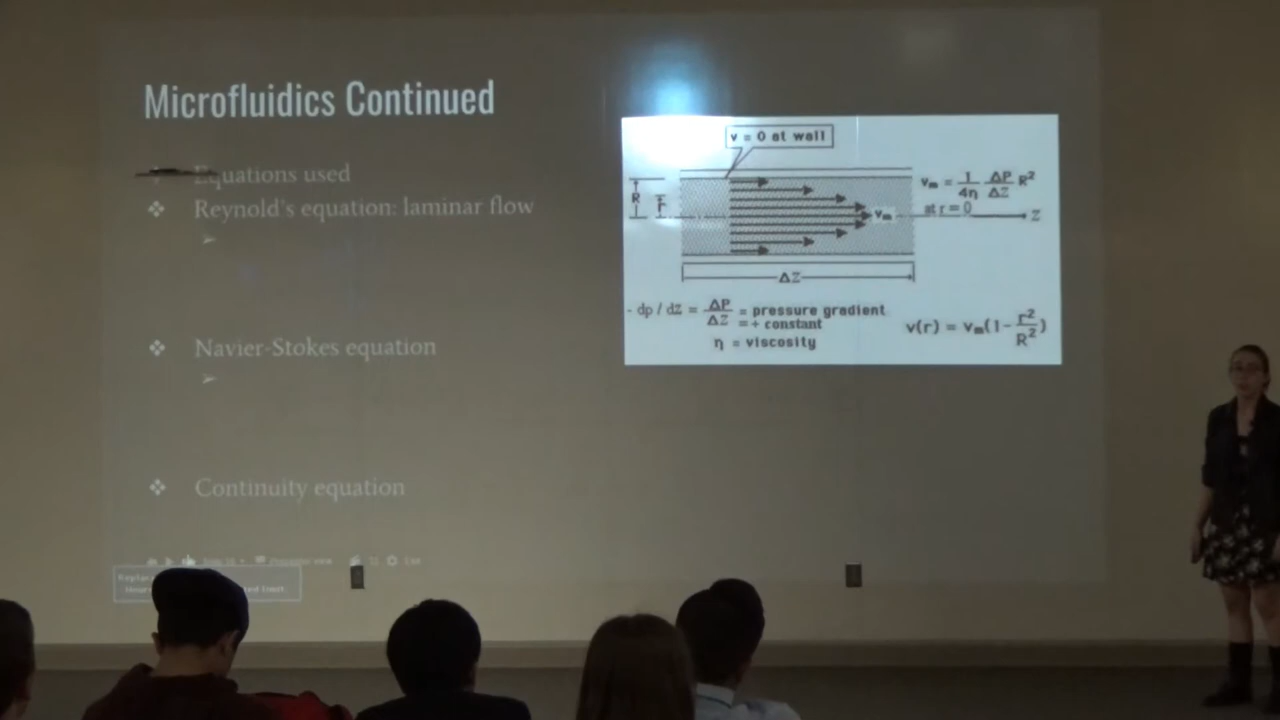 Microfluidics Continued
Equations used
❖ Reynold's equation: laminar flow
➢
❖ Navier-Stokes equation
➢
❖ Continuity equation
v = 0 at wall
R r
vₘ
vₘ = 1/4η ΔP/ΔZ R²
at r = 0
Z
ΔZ
- dp / dz = ΔP/ΔZ = pressure gradient
= + constant
η = viscosity
v(r) = vₘ(1 - r²/R²)